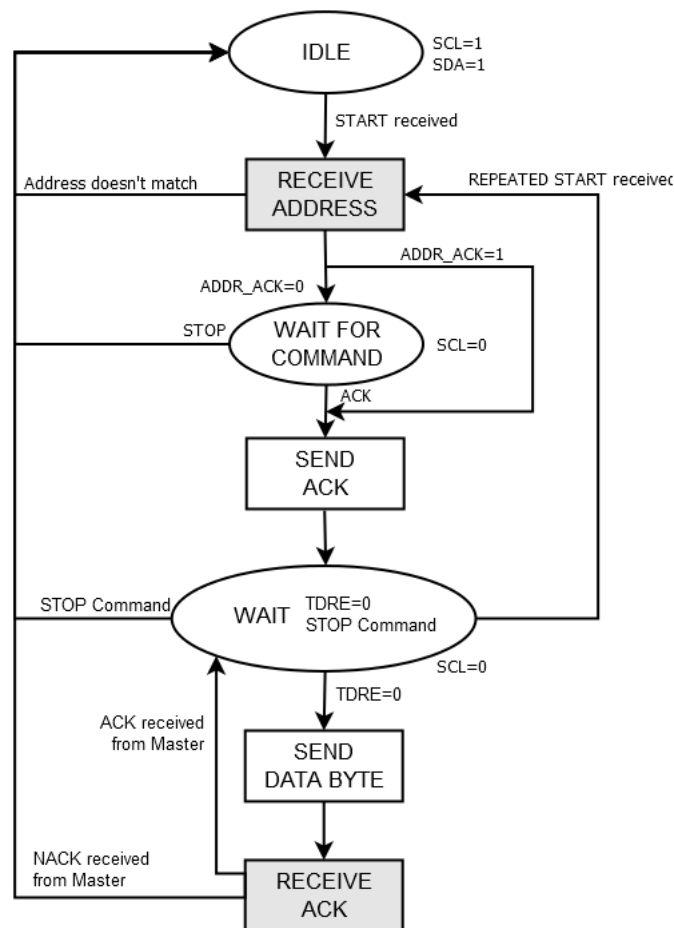 IDLE
SCL=1
SDA=1
START received
Address doesn't match
RECEIVE
ADDRESS
REPEATED START received
ADDR_ACK=1
ADDR_ACK=0
STOP
WAIT FOR
COMMAND
SCL=0
ACK
SEND
ACK
STOP Command
WAIT
TDRE=0
STOP Command
SCL=0
TDRE=0
ACK received
from Master
SEND
DATA BYTE
NACK received
from Master
RECEIVE
ACK